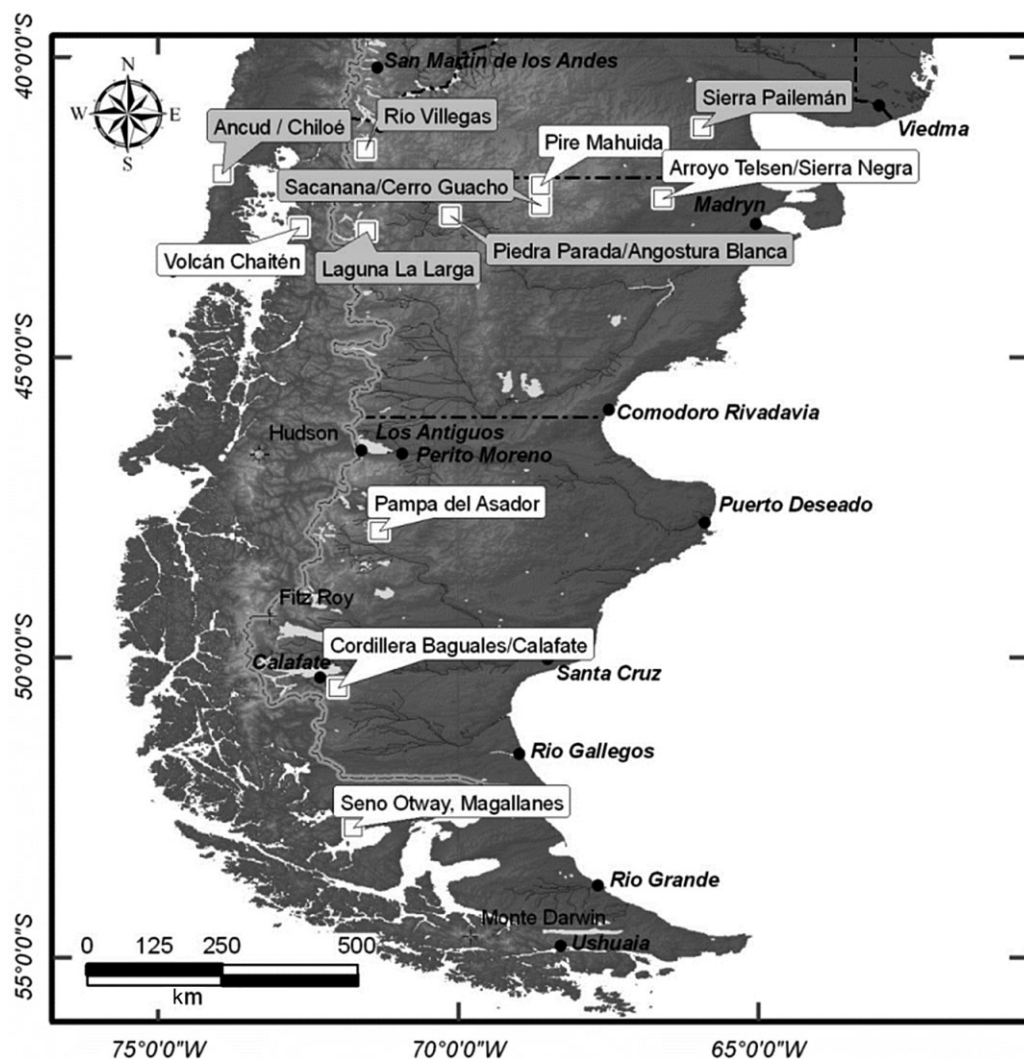 40°0'0"S
San Martín de los Andes
N
W
E
S
Sierra Pailemán
Ancud / Chiloé
Río Villegas
Viedma
Pire Mahuida
Arroyo Telsen/Sierra Negra
Sacanana/Cerro Guacho
Madryn
Volcán Chaitén
Laguna La Larga
Piedra Parada/Angostura Blanca
45°0'0"S
Comodoro Rivadavia
Hudson
Los Antiguos
Perito Moreno
Pampa del Asador
Puerto Deseado
Fitz Roy
Cordillera Baguales/Calafate
50°0'0"S
Calafate
Santa Cruz
Rio Gallegos
Seno Otway, Magallanes
Rio Grande
Monte Darwin
Ushuaia
0 125 250 500
km
55°0'0"S
75°0'0"W 70°0'0"W 65°0'0"W